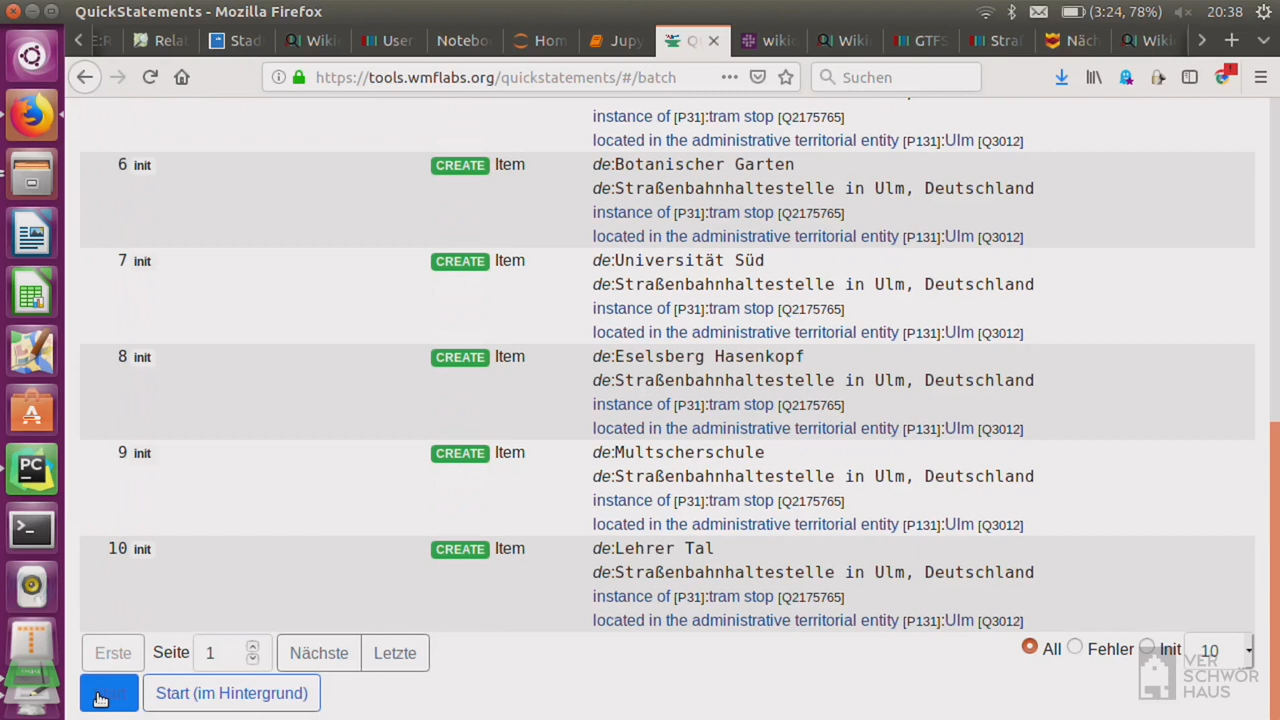 QuickStatements - Mozilla Firefox
(3:24, 78%)
20:38
Relat
Stad
Wiki
User
Notebo
Hom
Jupy
wiki
Wiki
GTFS
Stra
Näch
Wiki
https://tools.wmflabs.org/quickstatements/#/batch
Suchen
instance of [P31]:tram stop [Q2175765]
located in the administrative territorial entity [P131]:Ulm [Q3012]
6 init CREATE Item de:Botanischer Garten
de:Straßenbahnhaltestelle in Ulm, Deutschland
instance of [P31]:tram stop [Q2175765]
located in the administrative territorial entity [P131]:Ulm [Q3012]
7 init CREATE Item de:Universität Süd
de:Straßenbahnhaltestelle in Ulm, Deutschland
instance of [P31]:tram stop [Q2175765]
located in the administrative territorial entity [P131]:Ulm [Q3012]
8 init CREATE Item de:Eselsberg Hasenkopf
de:Straßenbahnhaltestelle in Ulm, Deutschland
instance of [P31]:tram stop [Q2175765]
located in the administrative territorial entity [P131]:Ulm [Q3012]
9 init CREATE Item de:Multscherschule
de:Straßenbahnhaltestelle in Ulm, Deutschland
instance of [P31]:tram stop [Q2175765]
located in the administrative territorial entity [P131]:Ulm [Q3012]
10 init CREATE Item de:Lehrer Tal
de:Straßenbahnhaltestelle in Ulm, Deutschland
instance of [P31]:tram stop [Q2175765]
located in the administrative territorial entity [P131]:Ulm [Q3012]
Erste Seite 1 Nächste Letzte All Fehler Init 10
Start (im Hintergrund)
VER
SCHWÖR
HAUS
PC